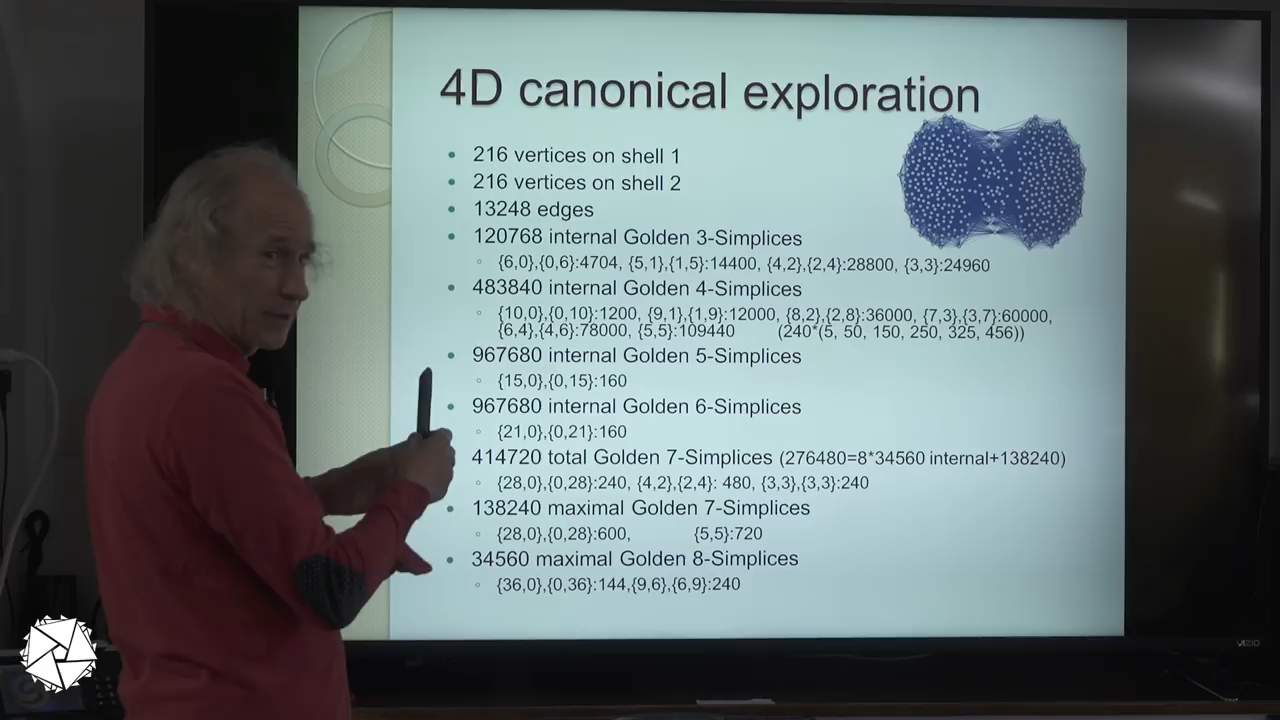 4D canonical exploration
• 216 vertices on shell 1
• 216 vertices on shell 2
• 13248 edges
• 120768 internal Golden 3-Simplices
◦ {6,0},{0,6}:4704, {5,1},{1,5}:14400, {4,2},{2,4}:28800, {3,3}:24960
• 483840 internal Golden 4-Simplices
◦ {10,0},{0,10}:1200, {9,1},{1,9}:12000, {8,2},{2,8}:36000, {7,3},{3,7}:60000,
{6,4},{4,6}:78000, {5,5}:109440 (240*(5, 50, 150, 250, 325, 456))
• 967680 internal Golden 5-Simplices
◦ {15,0},{0,15}:160
• 967680 internal Golden 6-Simplices
◦ {21,0},{0,21}:160
414720 total Golden 7-Simplices (276480=8*34560 internal+138240)
◦ {28,0},{0,28}:240, {4,2},{2,4}: 480, {3,3},{3,3}:240
• 138240 maximal Golden 7-Simplices
◦ {28,0},{0,28}:600, {5,5}:720
• 34560 maximal Golden 8-Simplices
◦ {36,0},{0,36}:144,{9,6},{6,9}:240
VIZIO